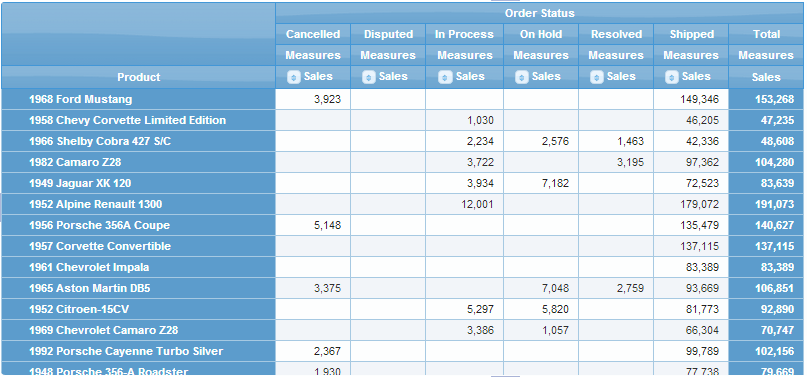 Order Status
Cancelled Disputed In Process On Hold Resolved Shipped Total
Measures Measures Measures Measures Measures Measures Measures
Product Sales Sales Sales Sales Sales Sales Sales
1968 Ford Mustang 3,923 149,346 153,268
1958 Chevy Corvette Limited Edition 1,030 46,205 47,235
1966 Shelby Cobra 427 S/C 2,234 2,576 1,463 42,336 48,608
1982 Camaro Z28 3,722 3,195 97,362 104,280
1949 Jaguar XK 120 3,934 7,182 72,523 83,639
1952 Alpine Renault 1300 12,001 179,072 191,073
1956 Porsche 356A Coupe 5,148 135,479 140,627
1957 Corvette Convertible 137,115 137,115
1961 Chevrolet Impala 83,389 83,389
1965 Aston Martin DB5 3,375 7,048 2,759 93,669 106,851
1952 Citroen-15CV 5,297 5,820 81,773 92,890
1969 Chevrolet Camaro Z28 3,386 1,057 66,304 70,747
1992 Porsche Cayenne Turbo Silver 2,367 99,789 102,156
1948 Porsche 356-A Roadster 1,930 77,738 79,669